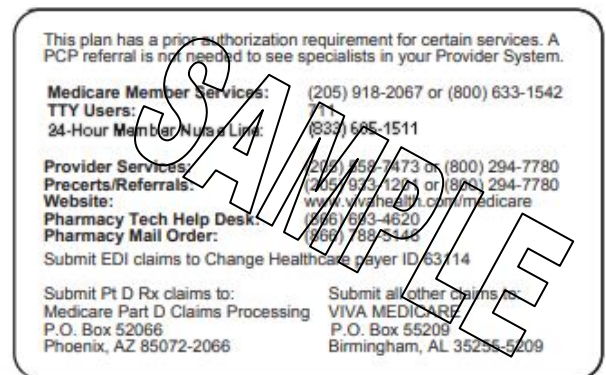 This plan has a prior authorization requirement for certain services. A
PCP referral is not needed to see specialists in your Provider System.
Medicare Member Services: (205) 918-2067 or (800) 633-1542
TTY Users: 711
24-Hour Member Nurse Line: (833) 665-1511
Provider Services: (205) 558-7473 or (800) 294-7780
Precerts/Referrals: (205) 933-1201 or (800) 294-7780
Website: www.vivahealth.com/medicare
Pharmacy Tech Help Desk: (866) 693-4620
Pharmacy Mail Order: (866) 788-5146
Submit EDI claims to Change Healthcare payer ID 63114
Submit Pt D Rx claims to:
Medicare Part D Claims Processing
P.O. Box 52066
Phoenix, AZ 85072-2066
Submit all other claims to:
VIVA MEDICARE
P.O. Box 55209
Birmingham, AL 35255-5209
SAMPLE